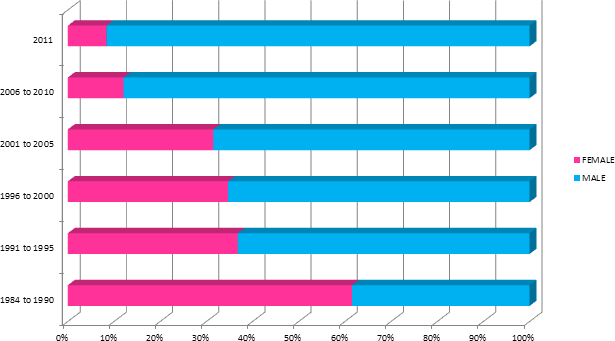 2011
2006 to 2010
2001 to 2005
1996 to 2000
1991 to 1995
1984 to 1990
0% 10% 20% 30% 40% 50% 60% 70% 80% 90% 100%
FEMALE
MALE